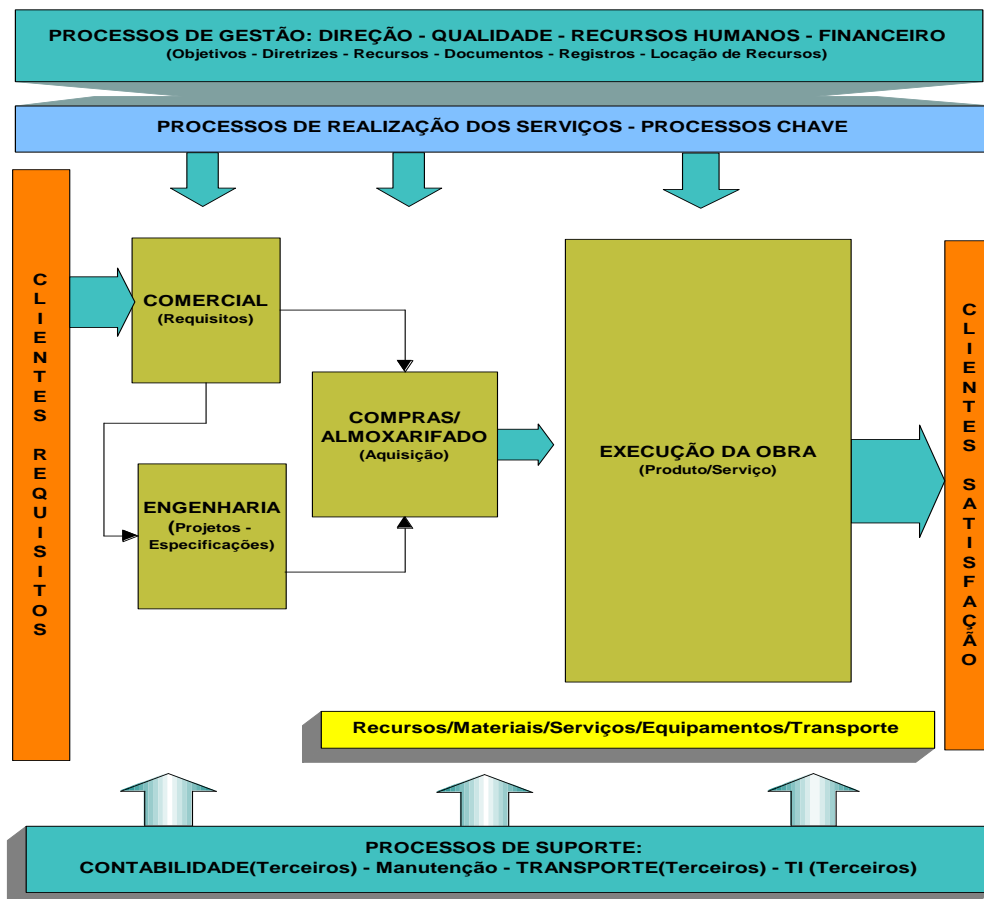 PROCESSOS DE GESTÃO: DIREÇÃO - QUALIDADE - RECURSOS HUMANOS - FINANCEIRO
(Objetivos - Diretrizes - Recursos - Documentos - Registros - Locação de Recursos)
PROCESSOS DE REALIZAÇÃO DOS SERVIÇOS - PROCESSOS CHAVE
CLIENTES REQUISITOS
COMERCIAL
(Requisitos)
ENGENHARIA
(Projetos -
Especificações)
COMPRAS/
ALMOXARIFADO
(Aquisição)
EXECUÇÃO DA OBRA
(Produto/Serviço)
CLIENTES SATISFAÇÃO
Recursos/Materiais/Serviços/Equipamentos/Transporte
PROCESSOS DE SUPORTE:
CONTABILIDADE(Terceiros) - Manutenção - TRANSPORTE(Terceiros) - TI (Terceiros)